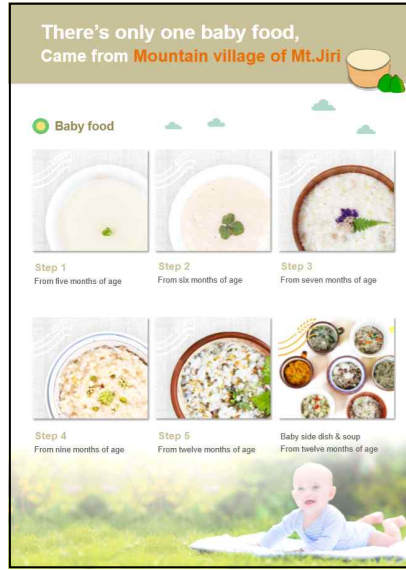 There's only one baby food,
Came from Mountain village of Mt.Jiri
Baby food
Step 1
From five months of age
Step 2
From six months of age
Step 3
From seven months of age
Step 4
From nine months of age
Step 5
From twelve months of age
Baby side dish & soup
From twelve months of age